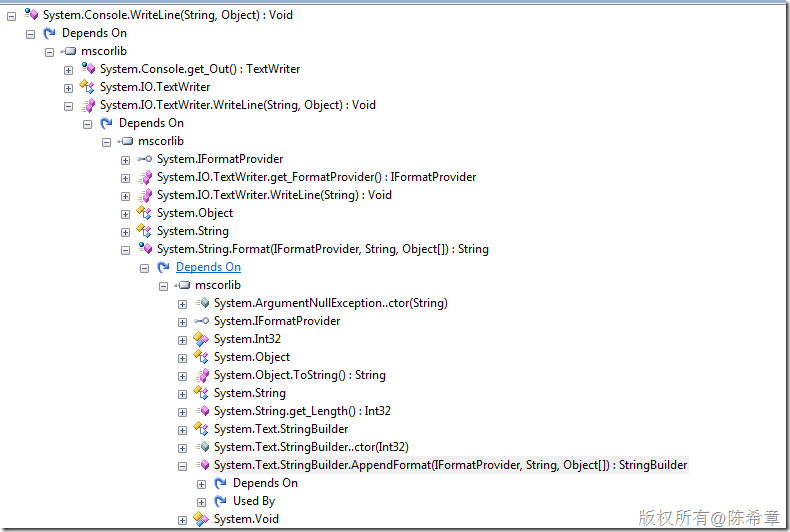 System.Console.WriteLine(String, Object) : Void
Depends On
mscorlib
System.Console.get_Out() : TextWriter
System.IO.TextWriter
System.IO.TextWriter.WriteLine(String, Object) : Void
Depends On
mscorlib
System.IFormatProvider
System.IO.TextWriter.get_FormatProvider() : IFormatProvider
System.IO.TextWriter.WriteLine(String) : Void
System.Object
System.String
System.String.Format(IFormatProvider, String, Object[]) : String
Depends On
mscorlib
System.ArgumentNullException..ctor(String)
System.IFormatProvider
System.Int32
System.Object
System.Object.ToString() : String
System.String
System.String.get_Length() : Int32
System.Text.StringBuilder
System.Text.StringBuilder..ctor(Int32)
System.Text.StringBuilder.AppendFormat(IFormatProvider, String, Object[]) : StringBuilder
Depends On
Used By
System.Void
版权所有@陈希章